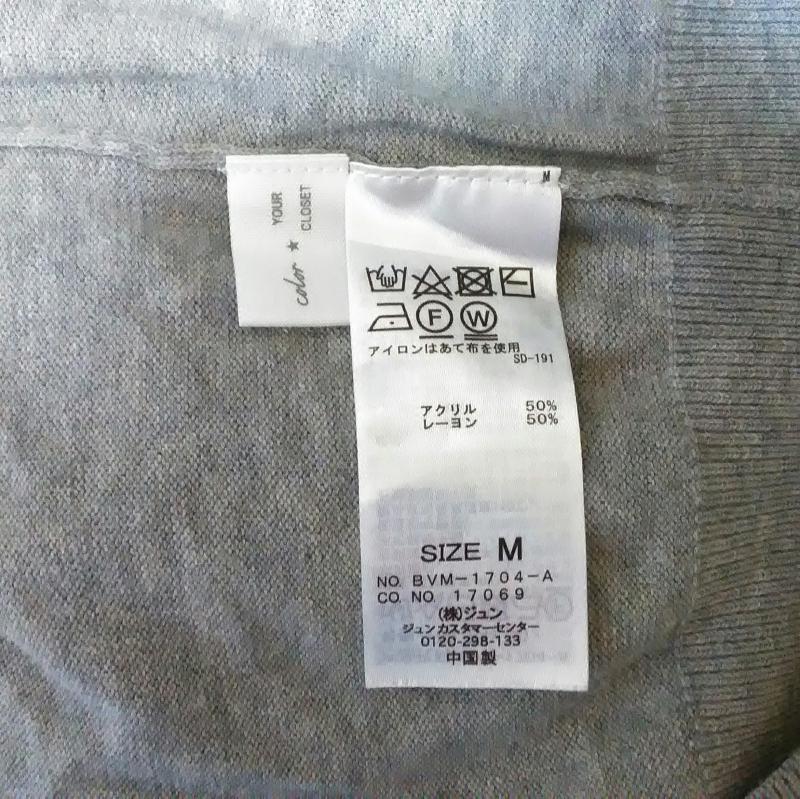 YOUR
CLOSET
color ★
M
F W
アイロンはあて布を使用
SD-191
アクリル 50%
レーヨン 50%
SIZE M
NO. BVM-1704-A
CO. NO. 17069
(株)ジュン
ジュンカスタマーセンター
0120-298-133
中国製